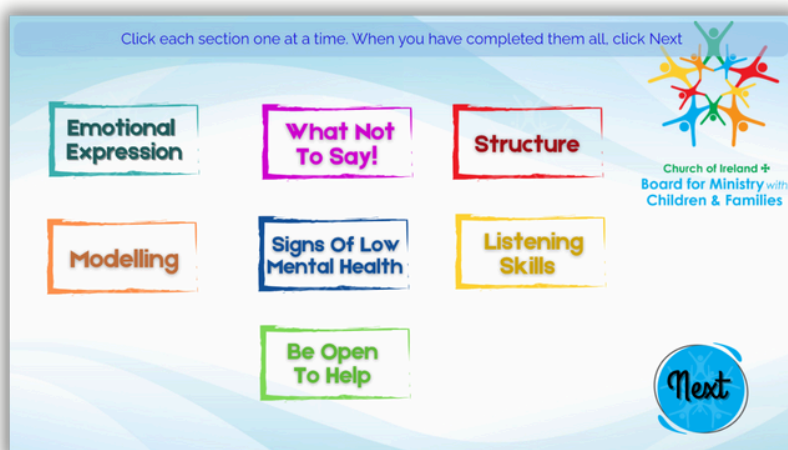 Click each section one at a time. When you have completed them all, click Next
Emotional
Expression
What Not
To Say!
Structure
Church of Ireland
Board for Ministry with
Children & Families
Modelling
Signs Of Low
Mental Health
Listening
Skills
Be Open
To Help
Next